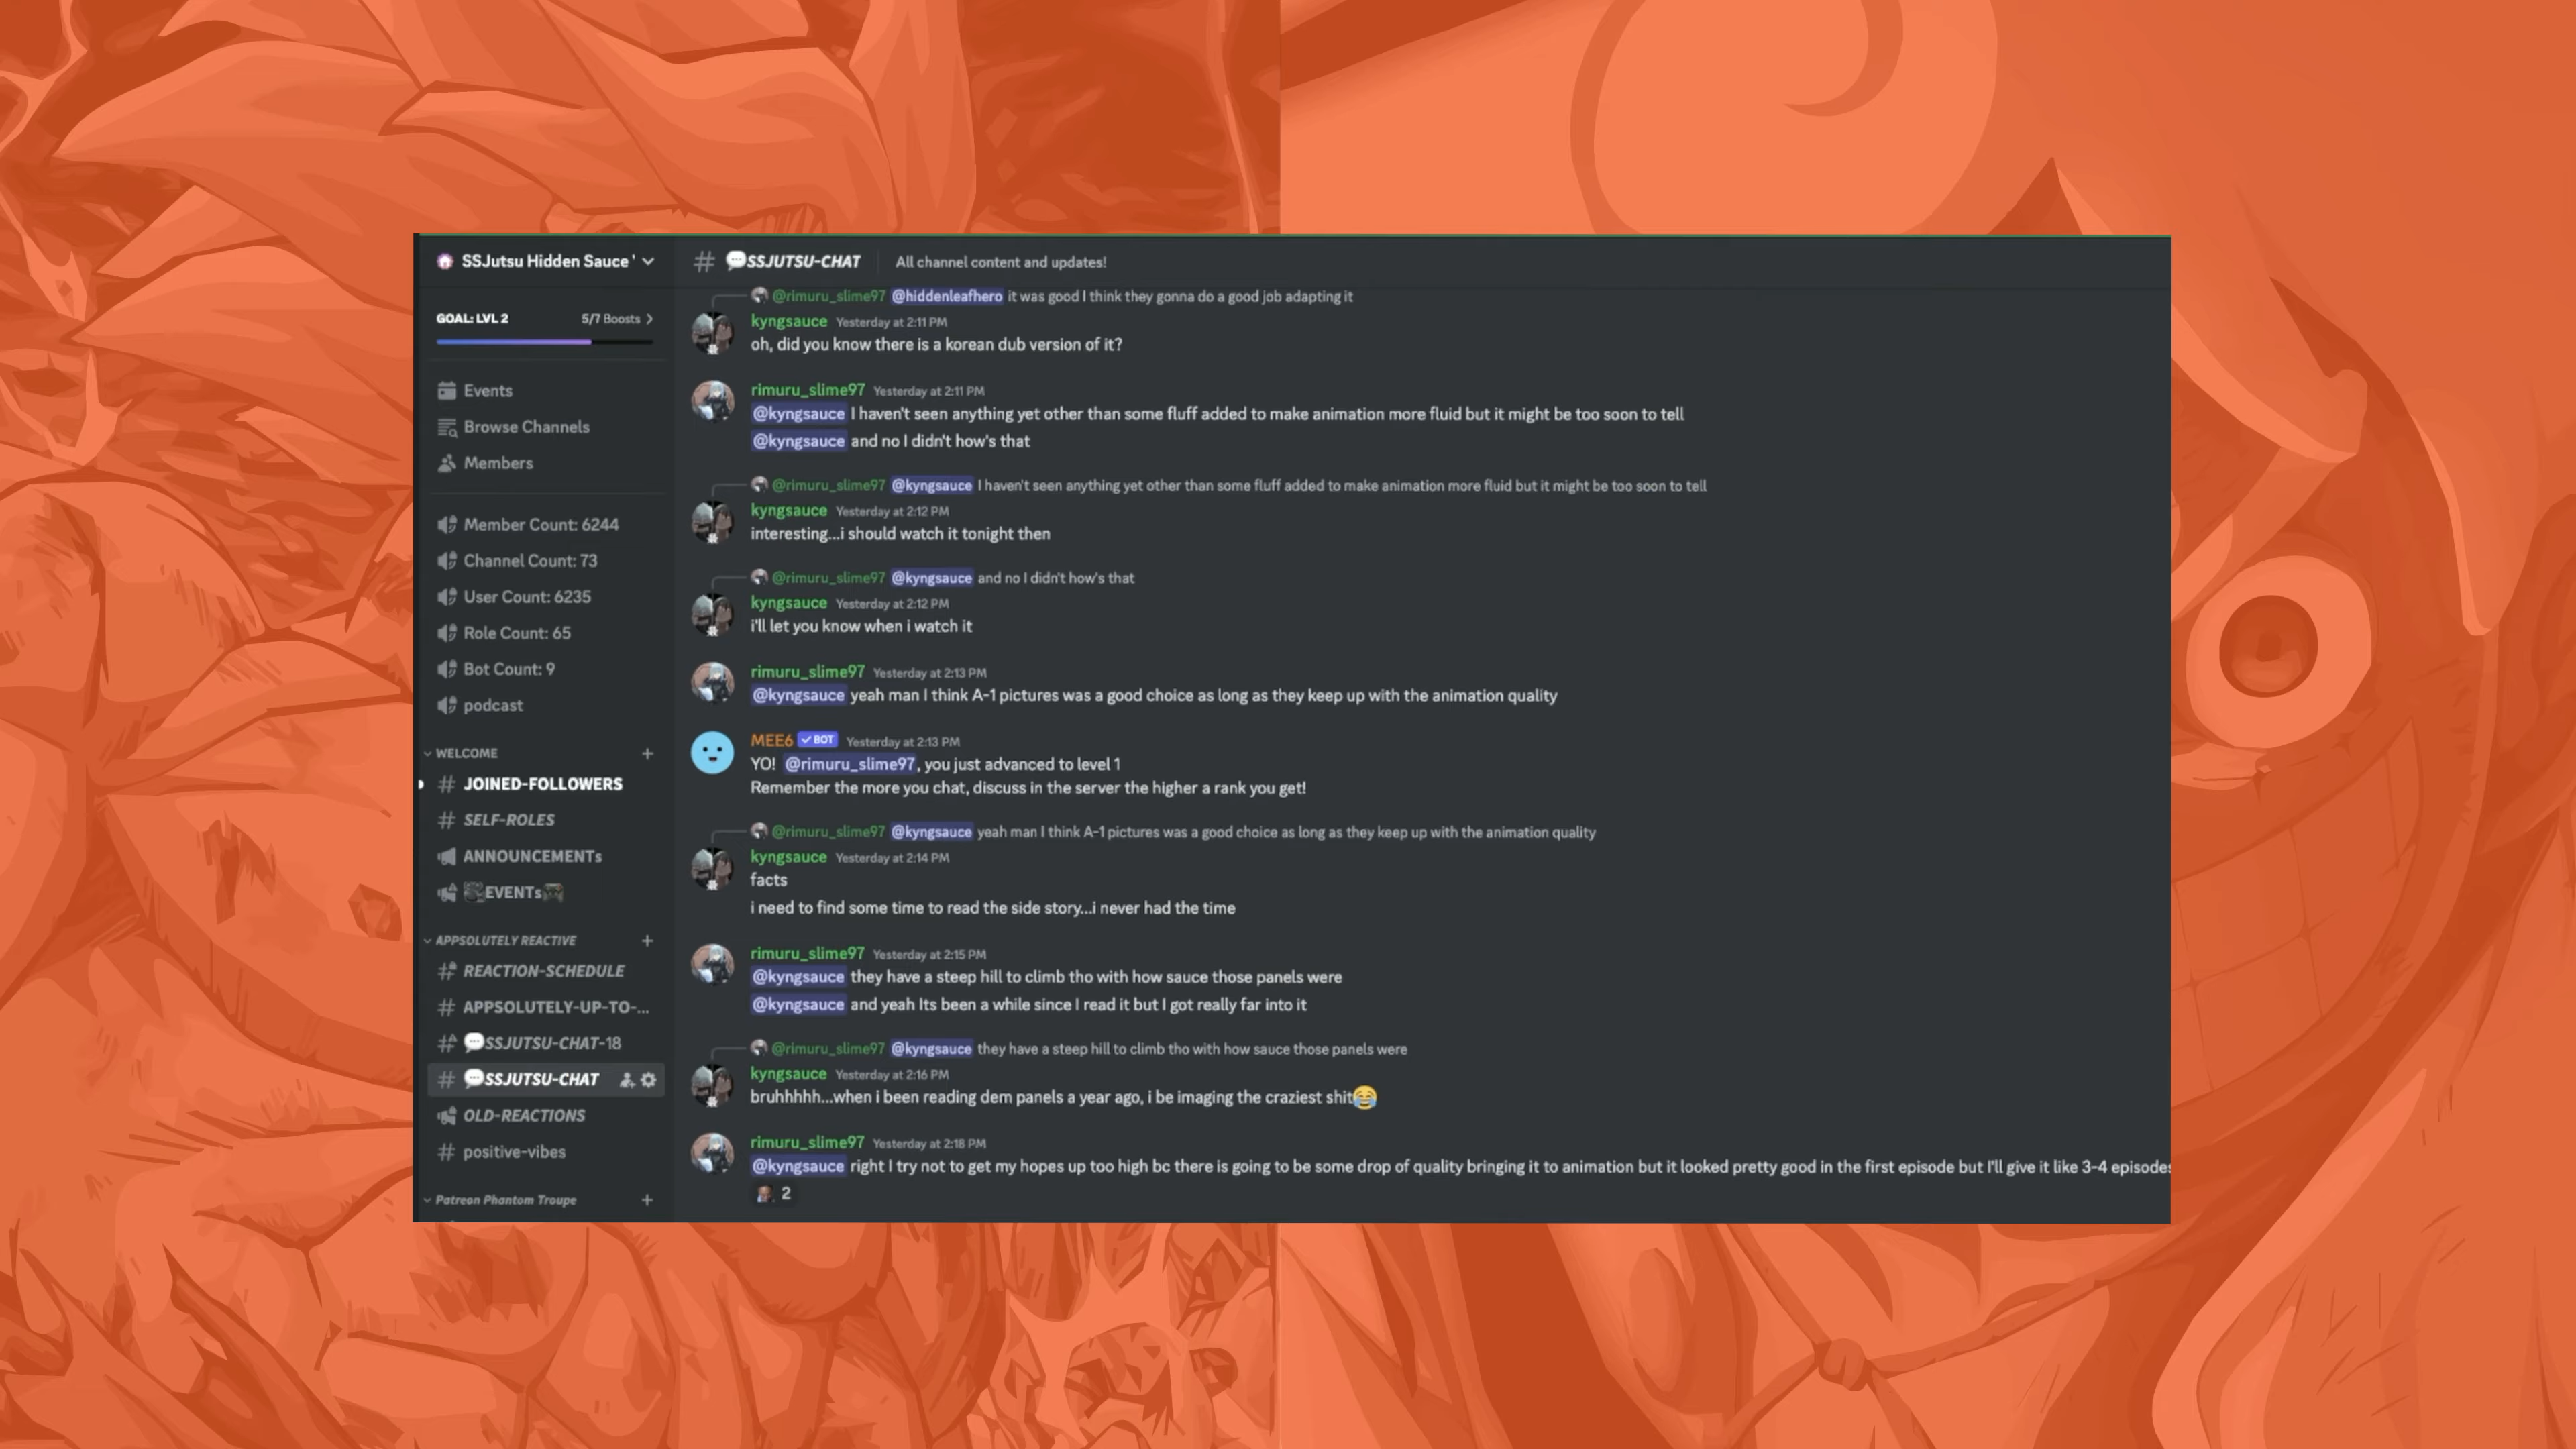 SSJutsu Hidden Sauce '
GOAL: LVL 2
5/7 Boosts
Events
Browse Channels
Members
Member Count: 6244
Channel Count: 73
User Count: 6235
Role Count: 65
Bot Count: 9
podcast
WELCOME
JOINED-FOLLOWERS
SELF-ROLES
ANNOUNCEMENTs
EVENTs
APPSOLUTELY REACTIVE
REACTION-SCHEDULE
APPSOLUTELY-UP-TO-...
SSJUTSU-CHAT-18
SSJUTSU-CHAT
OLD-REACTIONS
positive-vibes
Patreon Phantom Troupe
# 💬SSJUTSU-CHAT
All channel content and updates!
@rimuru_slime97 @hiddenleafhero it was good I think they gonna do a good job adapting it
kyngsauce Yesterday at 2:11 PM
oh, did you know there is a korean dub version of it?
rimuru_slime97 Yesterday at 2:11 PM
@kyngsauce I haven't seen anything yet other than some fluff added to make animation more fluid but it might be too soon to tell
@kyngsauce and no I didn't how's that
@rimuru_slime97 @kyngsauce I haven't seen anything yet other than some fluff added to make animation more fluid but it might be too soon to tell
kyngsauce Yesterday at 2:12 PM
interesting...i should watch it tonight then
@rimuru_slime97 @kyngsauce and no I didn't how's that
kyngsauce Yesterday at 2:12 PM
i'll let you know when i watch it
rimuru_slime97 Yesterday at 2:13 PM
@kyngsauce yeah man I think A-1 pictures was a good choice as long as they keep up with the animation quality
MEE6 ✓ BOT Yesterday at 2:13 PM
YO! @rimuru_slime97, you just advanced to level 1
Remember the more you chat, discuss in the server the higher a rank you get!
@rimuru_slime97 @kyngsauce yeah man I think A-1 pictures was a good choice as long as they keep up with the animation quality
kyngsauce Yesterday at 2:14 PM
facts
i need to find some time to read the side story...i never had the time
rimuru_slime97 Yesterday at 2:15 PM
@kyngsauce they have a steep hill to climb tho with how sauce those panels were
@kyngsauce and yeah Its been a while since I read it but I got really far into it
@rimuru_slime97 @kyngsauce they have a steep hill to climb tho with how sauce those panels were
kyngsauce Yesterday at 2:16 PM
bruhhhhh...when i been reading dem panels a year ago, i be imaging the craziest shit😂
rimuru_slime97 Yesterday at 2:18 PM
@kyngsauce right I try not to get my hopes up too high bc there is going to be some drop of quality bringing it to animation but it looked pretty good in the first episode but I'll give it like 3-4 episodes
2